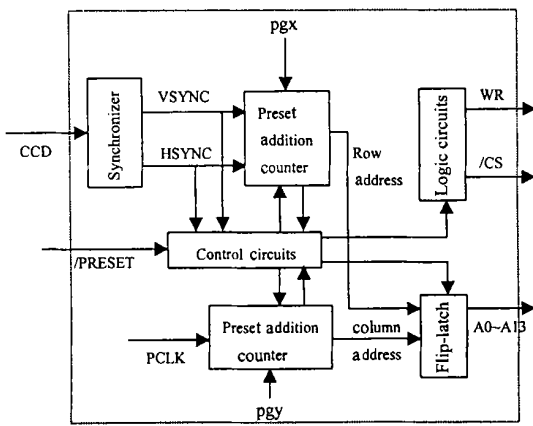 pgx
VSYNC
WR
Synchronizer
Preset
addition
counter
Logic circuits
CCD
HSYNC
Row
address
/CS
/PRESET
Control circuits
Preset addition
counter
column
address
Flip-latch
A0~A13
PCLK
pgy